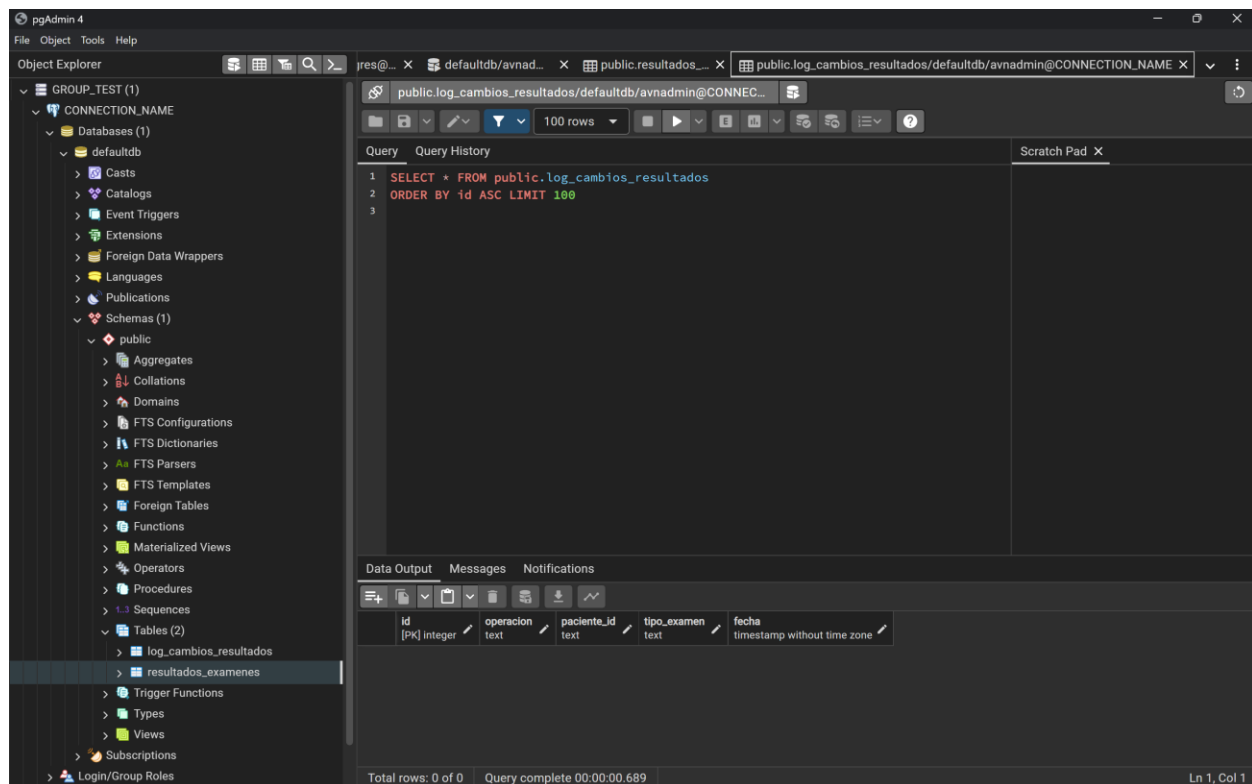 pgAdmin 4
File Object Tools Help
Object Explorer
GROUP_TEST (1)
CONNECTION_NAME
Databases (1)
defaultdb
Casts
Catalogs
Event Triggers
Extensions
Foreign Data Wrappers
Languages
Publications
Schemas (1)
public
Aggregates
Collations
Domains
FTS Configurations
FTS Dictionaries
Aa FTS Parsers
FTS Templates
Foreign Tables
Functions
Materialized Views
Operators
Procedures
1..3 Sequences
Tables (2)
log_cambios_resultados
resultados_examenes
Trigger Functions
Types
Views
Subscriptions
Login/Group Roles
res@... defaultdb/avnad... public.resultados_... public.log_cambios_resultados/defaultdb/avnadmin@CONNECTION_NAME
public.log_cambios_resultados/defaultdb/avnadmin@CONNEC...
100 rows
Query Query History
Scratch Pad
1 SELECT * FROM public.log_cambios_resultados
2 ORDER BY id ASC LIMIT 100
3
Data Output Messages Notifications
id operacion paciente_id tipo_examen fecha
[PK] integer text text text timestamp without time zone
Total rows: 0 of 0 Query complete 00:00:00.689 Ln 1, Col 1